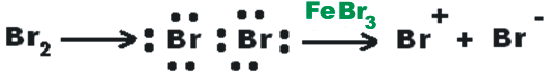 Br₂ ⟶ :Br:Br: FeBr₃ ⟶ Br⁺ + Br⁻